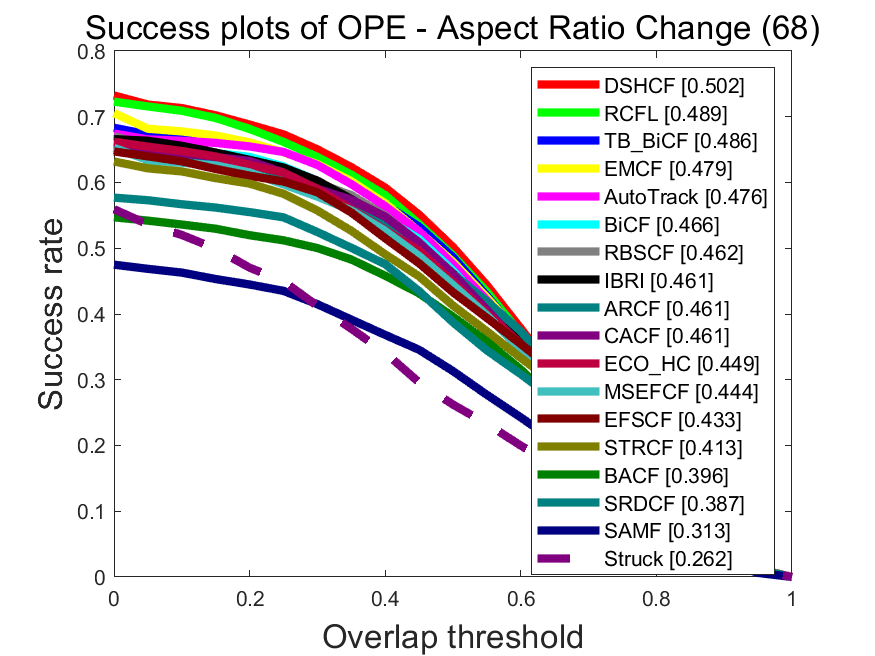 Success plots of OPE - Aspect Ratio Change (68)
0.8
0.7
0.6
0.5
0.4
0.3
0.2
0.1
0
Success rate
DSHCF [0.502]
RCFL [0.489]
TB_BiCF [0.486]
EMCF [0.479]
AutoTrack [0.476]
BiCF [0.466]
RBSCF [0.462]
IBRI [0.461]
ARCF [0.461]
CACF [0.461]
ECO_HC [0.449]
MSEFCF [0.444]
EFSCF [0.433]
STRCF [0.413]
BACF [0.396]
SRDCF [0.387]
SAMF [0.313]
Struck [0.262]
0 0.2 0.4 0.6 0.8 1
Overlap threshold